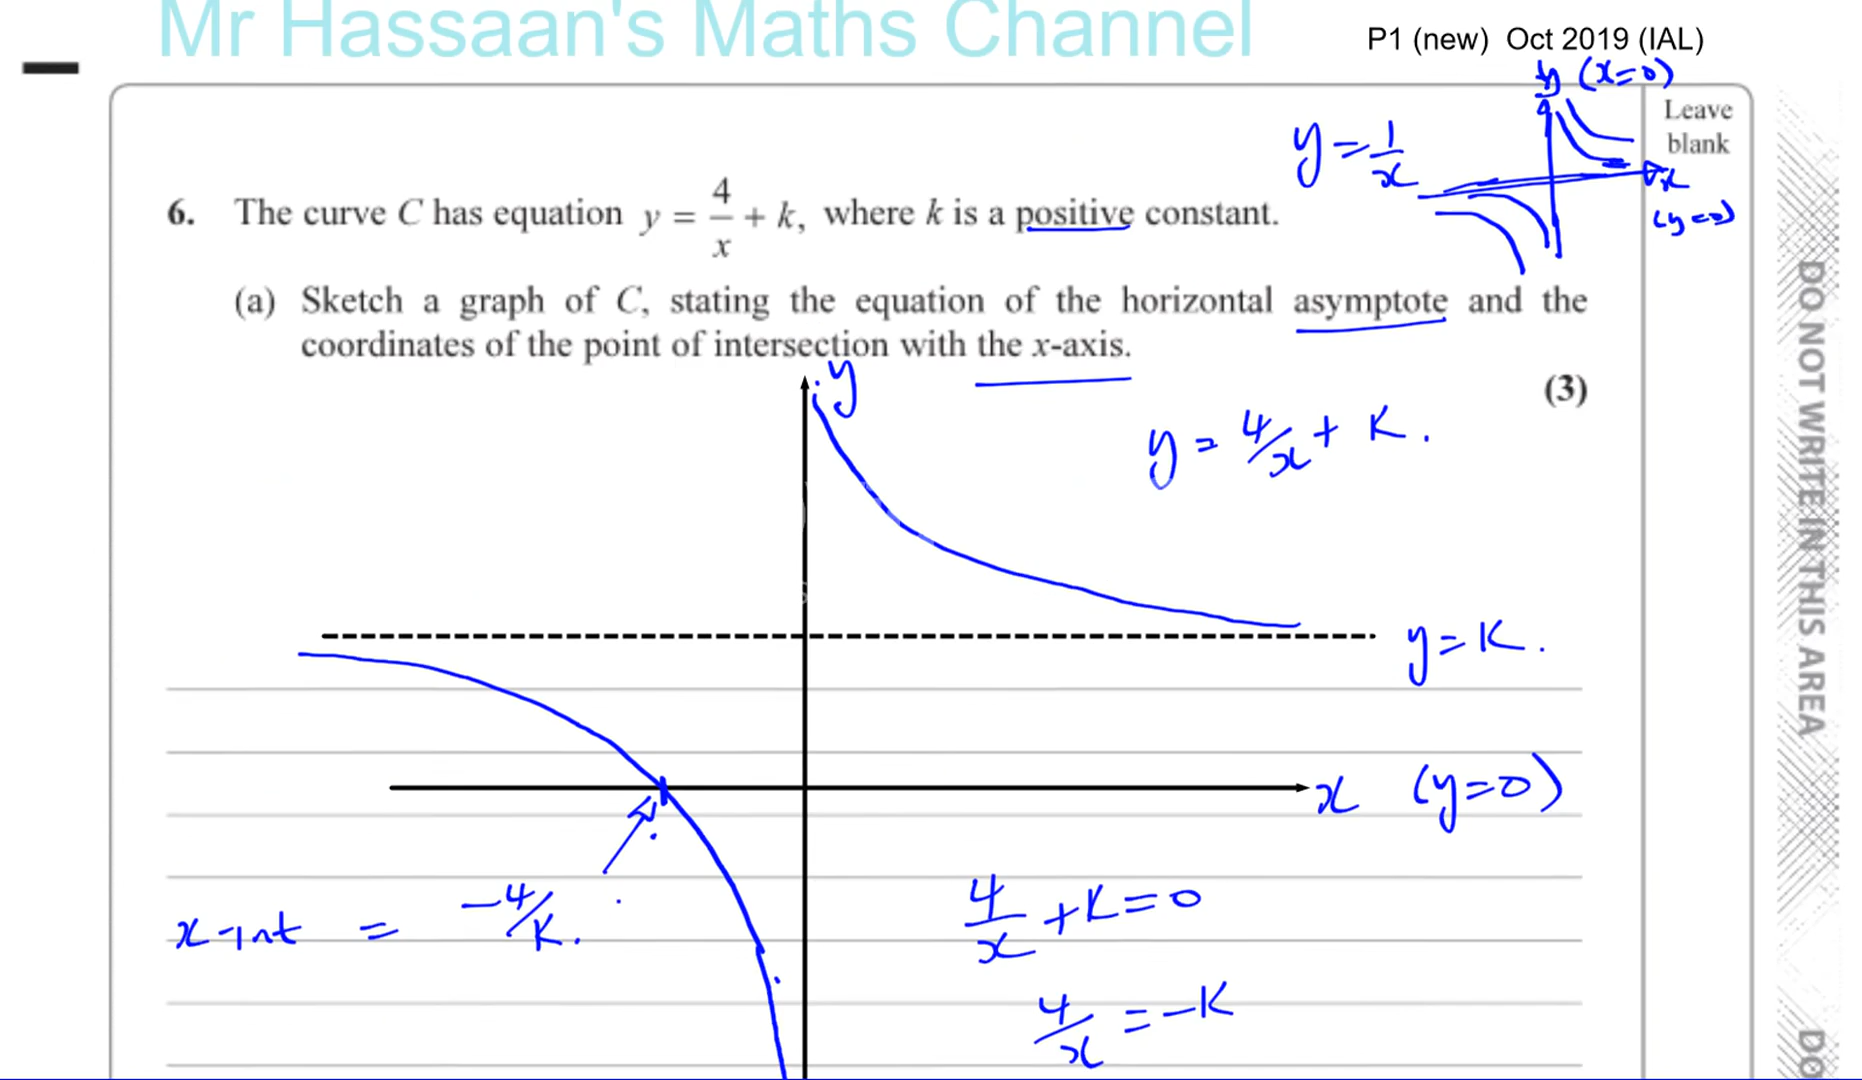 Mr Hassaan's Maths Channel
P1 (new) Oct 2019 (IAL)
y (x=0)
Leave
blank
y = 1/x
x
(y=0)
6. The curve C has equation y = 4/x + k, where k is a positive constant.
(a) Sketch a graph of C, stating the equation of the horizontal asymptote and the
coordinates of the point of intersection with the x-axis.
(3)
y
y = 4/x + K.
y = K.
x (y=0)
x-int = -4/K.
4/x + K = 0
4/x = -K
DO NOT WRITE IN THIS AREA
DO